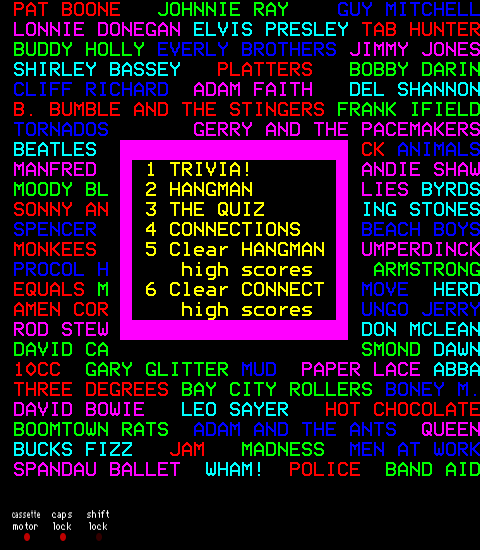 PAT BOONE JOHNNIE RAY GUY MITCHELL
LONNIE DONEGAN ELVIS PRESLEY TAB HUNTER
BUDDY HOLLY EVERLY BROTHERS JIMMY JONES
SHIRLEY BASSEY PLATTERS BOBBY DARIN
CLIFF RICHARD ADAM FAITH DEL SHANNON
B. BUMBLE AND THE STINGERS FRANK IFIELD
TORNADOS GERRY AND THE PACEMAKERS
BEATLES CK ANIMALS
MANFRED 1 TRIVIA! ANDIE SHAW
MOODY BL 2 HANGMAN LIES BYRDS
SONNY AN 3 THE QUIZ ING STONES
SPENCER 4 CONNECTIONS BEACH BOYS
MONKEES 5 Clear HANGMAN UMPERDINCK
PROCOL H high scores ARMSTRONG
EQUALS M 6 Clear CONNECT MOVE HERD
AMEN COR high scores UNGO JERRY
ROD STEW DON MCLEAN
DAVID CA SMOND DAWN
10CC GARY GLITTER MUD PAPER LACE ABBA
THREE DEGREES BAY CITY ROLLERS BONEY M.
DAVID BOWIE LEO SAYER HOT CHOCOLATE
BOOMTOWN RATS ADAM AND THE ANTS QUEEN
BUCKS FIZZ JAM MADNESS MEN AT WORK
SPANDAU BALLET WHAM! POLICE BAND AID
cassette caps shift
motor lock lock